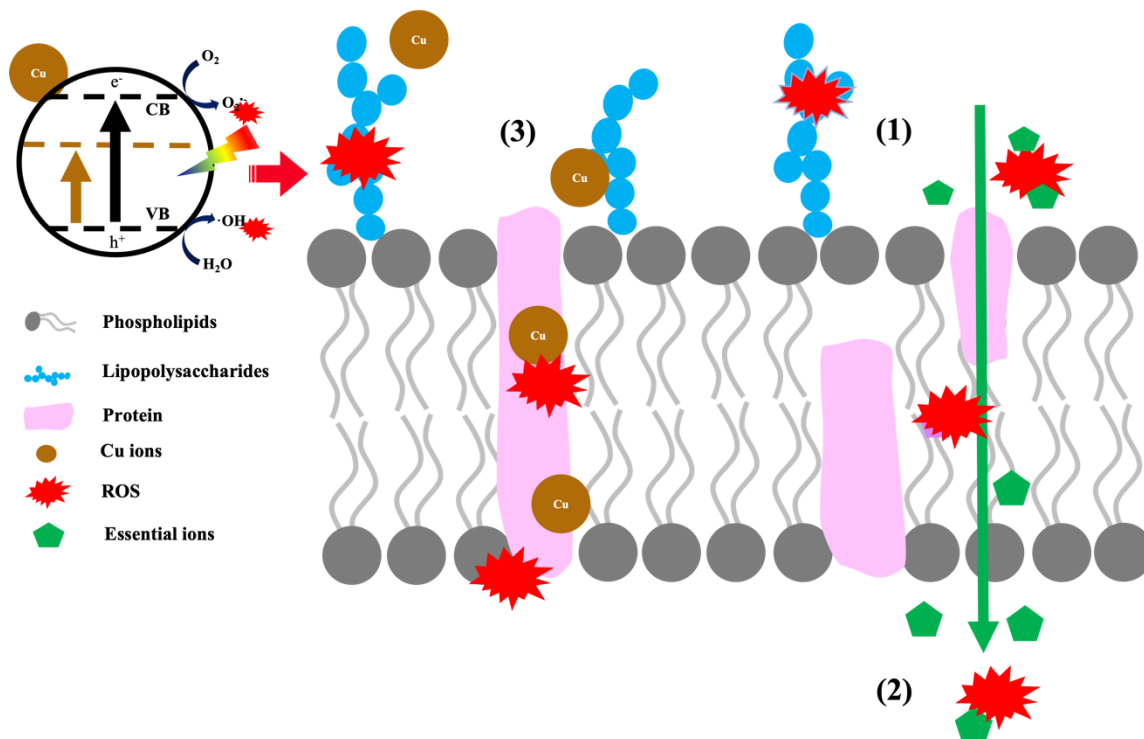 Cu
e-
CB
O2
O2·-
VB
h+
·OH
H2O
Cu
(3)
(1)
Cu
Cu
Cu
(2)
Phospholipids
Lipopolysaccharides
Protein
Cu ions
ROS
Essential ions